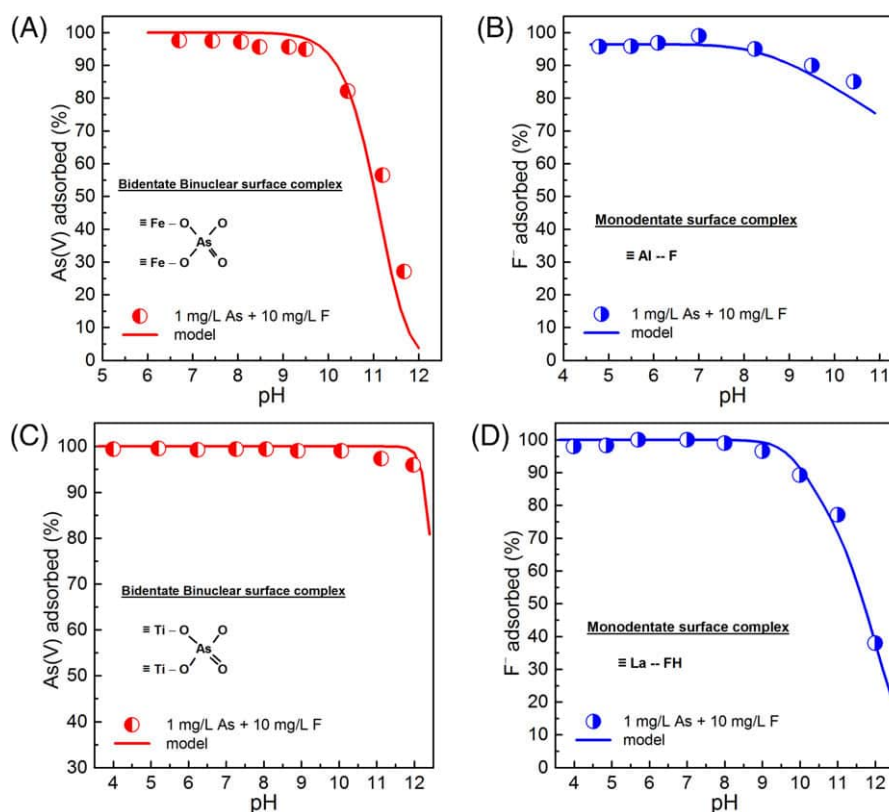 (A)
100
90
80
70
60
50
40
30
20
10
0
As(V) adsorbed (%)
Bidentate Binuclear surface complex
≡ Fe – O O
As
≡ Fe – O O
1 mg/L As + 10 mg/L F
model
5 6 7 8 9 10 11 12
pH
(B)
100
90
80
70
60
50
40
30
20
10
0
F⁻ adsorbed (%)
Monodentate surface complex
≡ Al -- F
1 mg/L As + 10 mg/L F
model
4 5 6 7 8 9 10 11
pH
(C)
100
90
80
70
60
50
40
30
As(V) adsorbed (%)
Bidentate Binuclear surface complex
≡ Ti – O O
As
≡ Ti – O O
1 mg/L As + 10 mg/L F
model
4 5 6 7 8 9 10 11 12
pH
(D)
100
90
80
70
60
50
40
30
20
10
0
F⁻ adsorbed (%)
Monodentate surface complex
≡ La -- FH
1 mg/L As + 10 mg/L F
model
4 5 6 7 8 9 10 11 12
pH